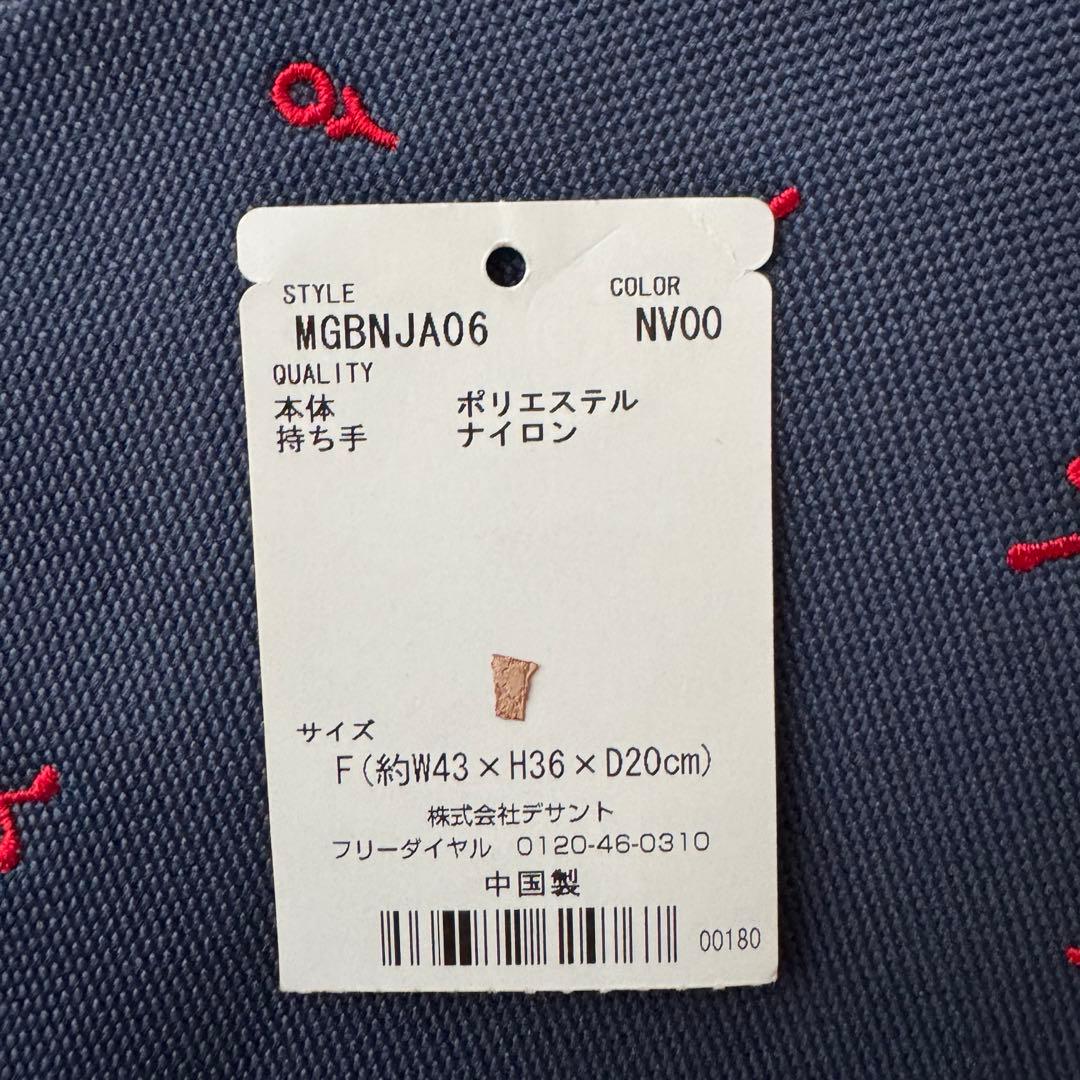 STYLE COLOR
MGBNJA06 NV00
QUALITY
本体 ポリエステル
持ち手 ナイロン
サイズ
F(約W43×H36×D20cm)
株式会社デサント
フリーダイヤル 0120-46-0310
中国製
00180